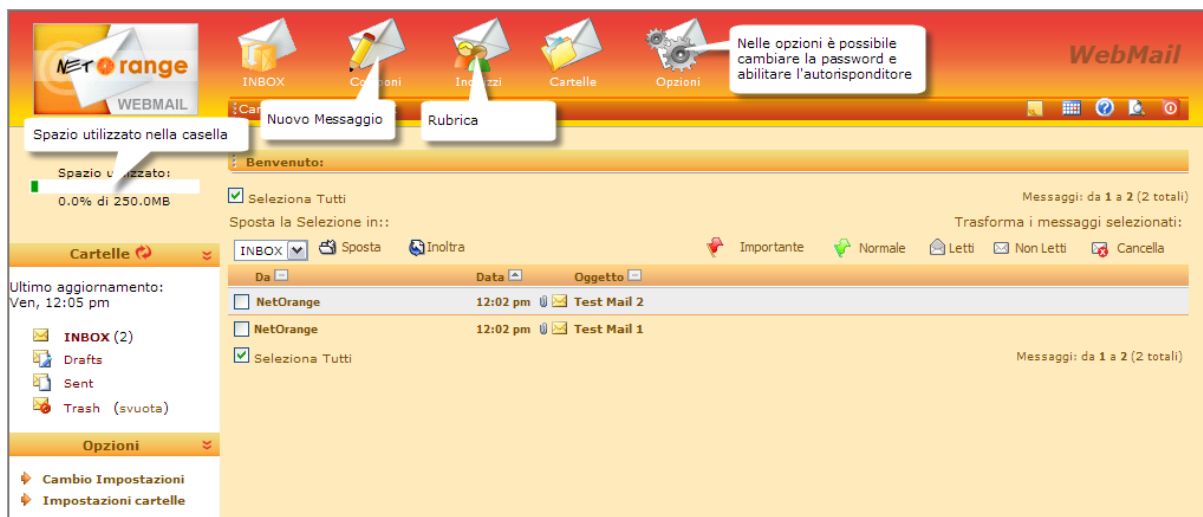 NET orange
WEBMAIL
INBOX
Indirizzi
Cartelle
Opzioni
Nelle opzioni è possibile
cambiare la password e
abilitare l'autorisponditore
WebMail
Nuovo Messaggio
Rubrica
Spazio utilizzato nella casella
Spazio utilizzato:
0.0% di 250.0MB
Benvenuto:
Seleziona Tutti
Messaggi: da 1 a 2 (2 totali)
Sposta la Selezione in::
Trasforma i messaggi selezionati:
INBOX
Sposta
Inoltra
Importante
Normale
Letti
Non Letti
Cancella
Cartelle
Ultimo aggiornamento:
Ven, 12:05 pm
INBOX (2)
Drafts
Sent
Trash (svuota)
Da
Data
Oggetto
NetOrange 12:02 pm Test Mail 2
NetOrange 12:02 pm Test Mail 1
Seleziona Tutti
Messaggi: da 1 a 2 (2 totali)
Opzioni
Cambio Impostazioni
Impostazioni cartelle